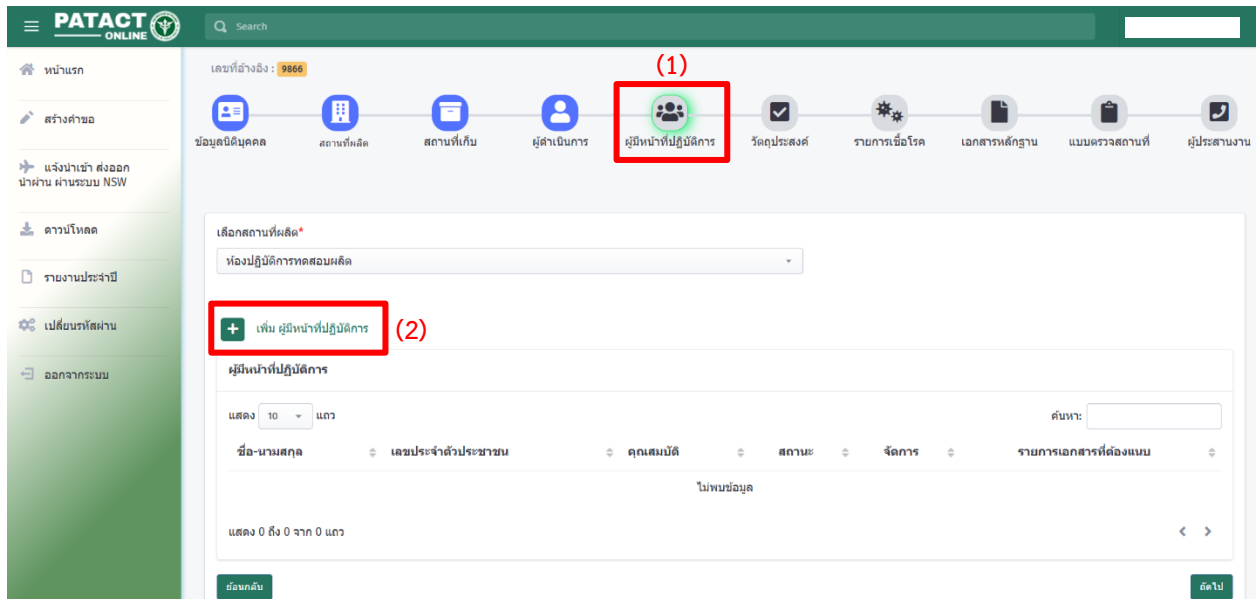 PATACT
ONLINE
Search
หน้าแรก
สร้างคำขอ
แจ้งนำเข้า ส่งออก
นำผ่าน ผ่านระบบ NSW
ดาวน์โหลด
รายงานประจำปี
เปลี่ยนรหัสผ่าน
ออกจากระบบ
เลขที่อ้างอิง : 9866
(1)
ข้อมูลนิติบุคคล สถานที่ผลิต สถานที่เก็บ ผู้ดำเนินการ ผู้มีหน้าที่ปฏิบัติการ วัตถุประสงค์ รายการเชื้อโรค เอกสารหลักฐาน แบบตรวจสถานที่ ผู้ประสานงาน
เลือกสถานที่ผลิต*
ห้องปฏิบัติการทดสอบผลิต
+ เพิ่ม ผู้มีหน้าที่ปฏิบัติการ (2)
ผู้มีหน้าที่ปฏิบัติการ
แสดง 10 แถว ค้นหา:
ชื่อ-นามสกุล เลขประจำตัวประชาชน คุณสมบัติ สถานะ จัดการ รายการเอกสารที่ต้องแนบ
ไม่พบข้อมูล
แสดง 0 ถึง 0 จาก 0 แถว
ย้อนกลับ ถัดไป